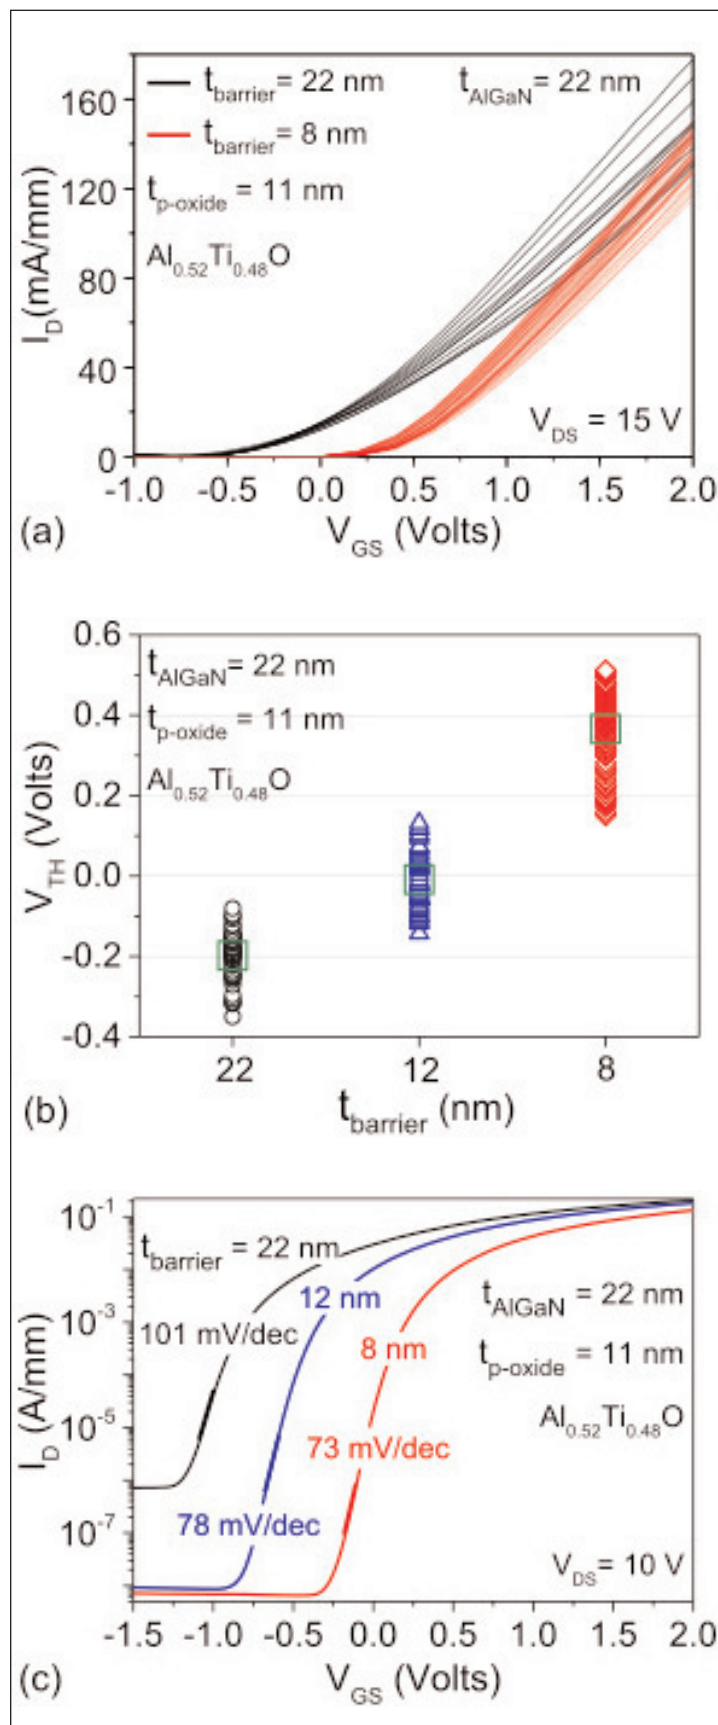 t_barrier = 22 nm t_AlGaN = 22 nm
t_barrier = 8 nm
t_p-oxide = 11 nm
Al_0.52Ti_0.48O
V_DS = 15 V
I_D(mA/mm)
160
120
80
40
0
-1.0 -0.5 0.0 0.5 1.0 1.5 2.0
(a) V_GS (Volts)
t_AlGaN = 22 nm
t_p-oxide = 11 nm
Al_0.52Ti_0.48O
V_TH (Volts)
0.6
0.4
0.2
0.0
-0.2
-0.4
22 12 8
(b) t_barrier (nm)
t_barrier = 22 nm
12 nm
t_AlGaN = 22 nm
101 mV/dec
8 nm
t_p-oxide = 11 nm
Al_0.52Ti_0.48O
73 mV/dec
78 mV/dec
V_DS = 10 V
I_D (A/mm)
10^-1
10^-3
10^-5
10^-7
-1.5 -1.0 -0.5 0.0 0.5 1.0 1.5 2.0
(c) V_GS (Volts)